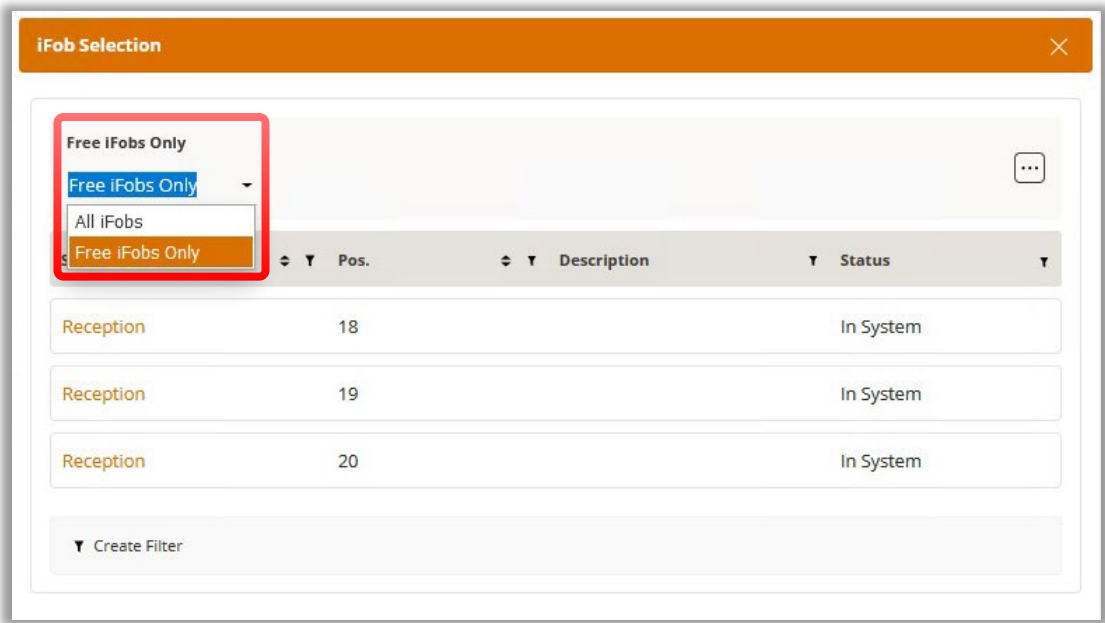 iFob Selection
Free iFobs Only
Free iFobs Only
All iFobs
Free iFobs Only
Pos. Description Status
Reception 18 In System
Reception 19 In System
Reception 20 In System
Create Filter